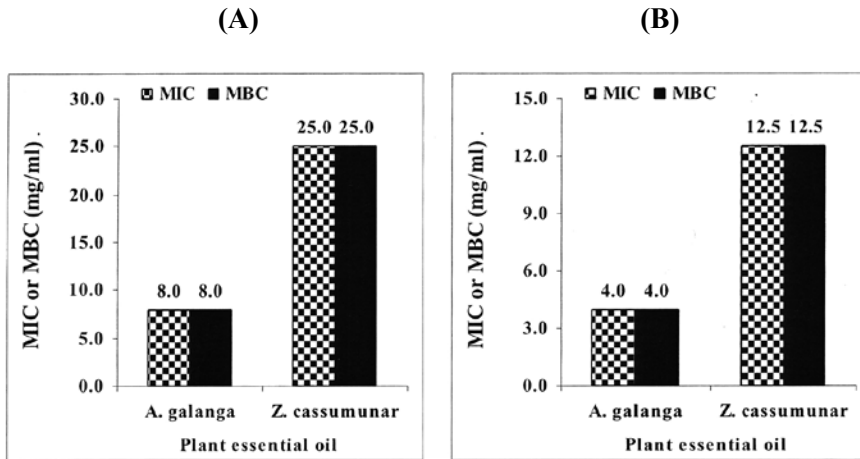 (A)
MIC or MBC (mg/ml) .
MIC MBC
30.0
25.0
20.0
15.0
10.0
5.0
0.0
8.0 8.0
25.0 25.0
A. galanga Z. cassumunar
Plant essential oil
(B)
MIC or MBC (mg/ml) .
MIC MBC
15.0
12.0
9.0
6.0
3.0
0.0
4.0 4.0
12.5 12.5
A. galanga Z. cassumunar
Plant essential oil